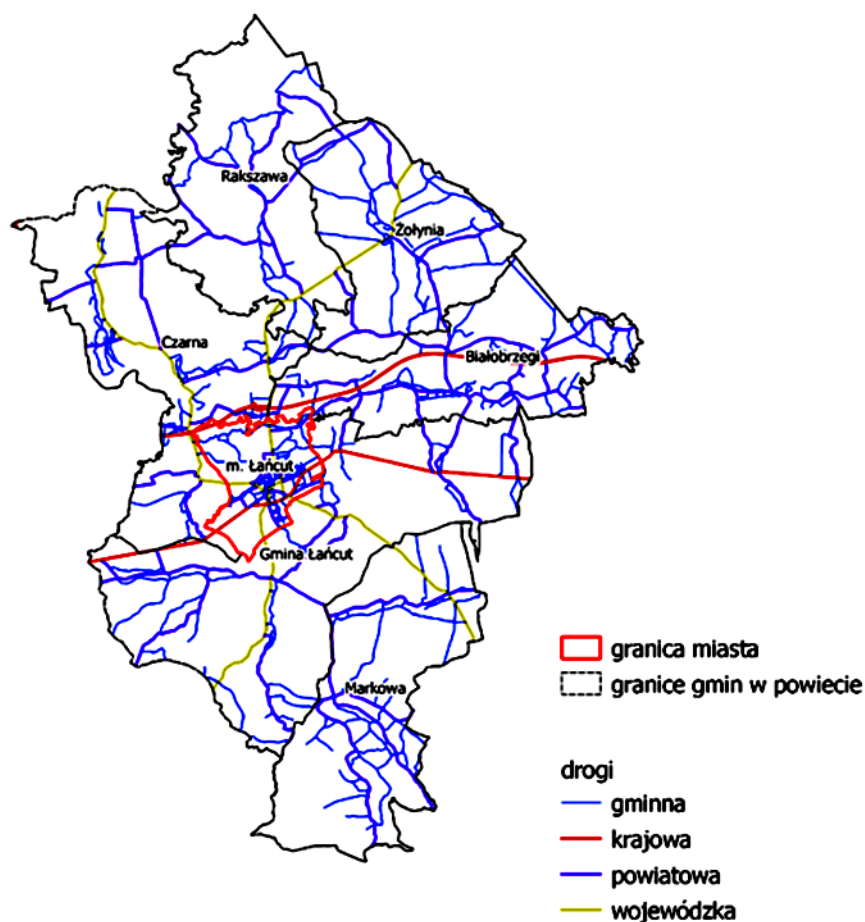 Rakszawa
Żołynia
Czarna
Białobrzegi
m. Łańcut
Gmina Łańcut
Markowa
granica miasta
granice gmin w powiecie
drogi
gminna
krajowa
powiatowa
wojewódzka